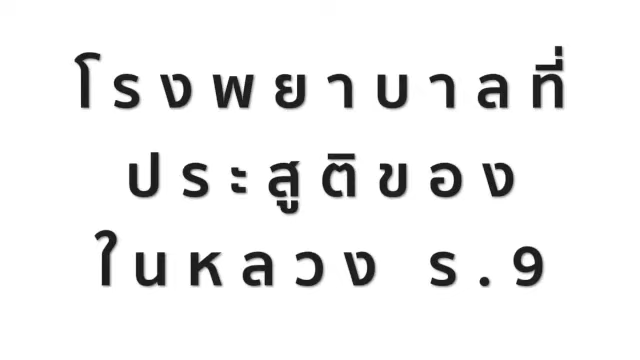 โรงพยาบาลที่
ประสูติของ
ในหลวง ร.9